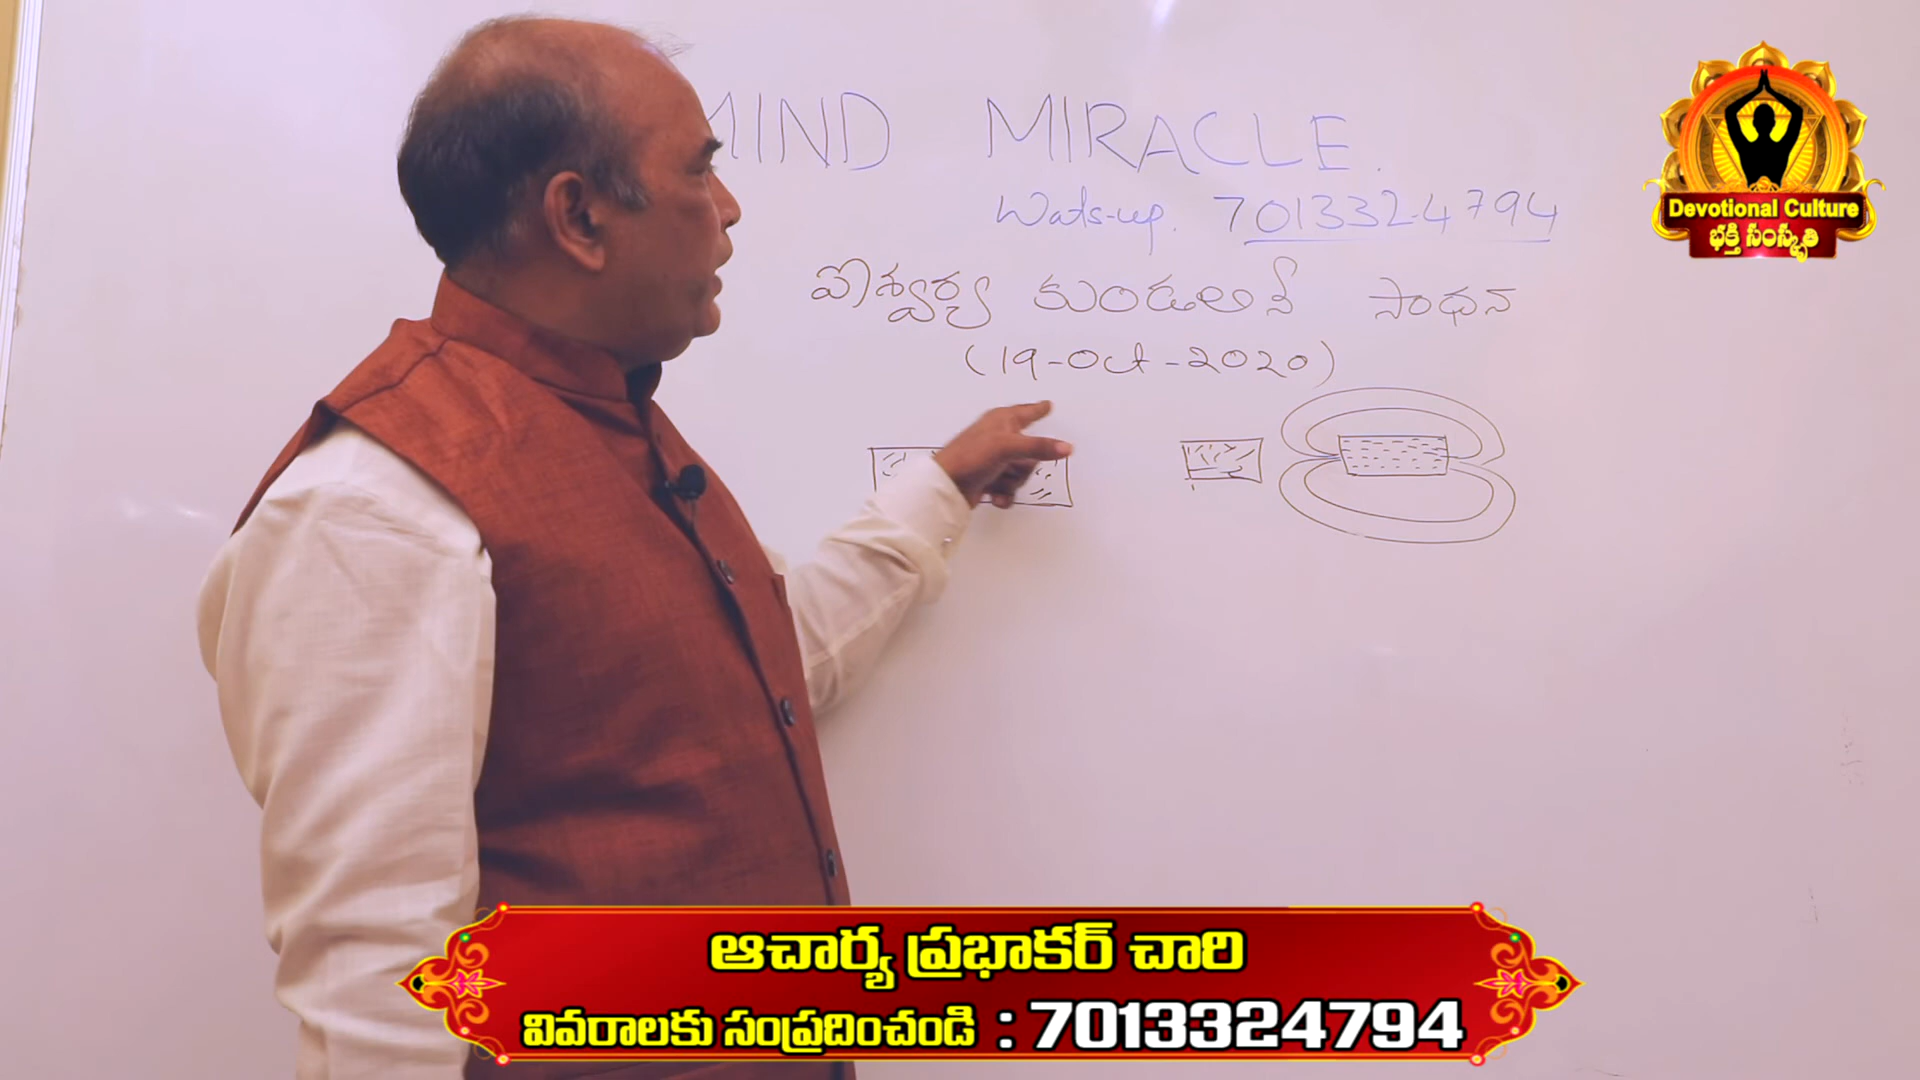 MIND MIRACLE.
Wats-up. 7013324794
ఐశ్వర్య కుండలినీ సాధన
(19-Oct-2020)
Devotional Culture
భక్తి సంస్కృతి
ఆచార్య ప్రభాకర్ చారి
వివరాలకు సంప్రదించండి : 7013324794